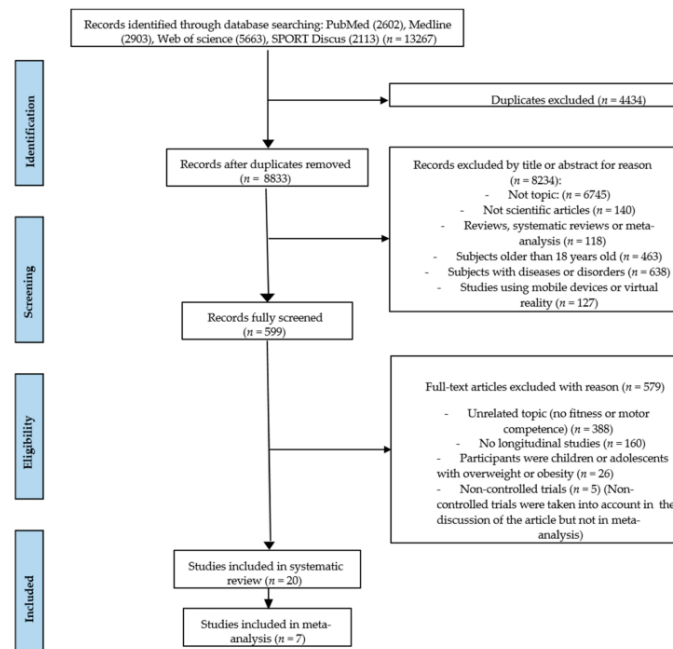 Records identified through database searching: PubMed (2602), Medline
(2903), Web of science (5663), SPORT Discus (2113) (n = 13267)
Identification
Duplicates excluded (n = 4434)
Records after duplicates removed
(n = 8833)
Records excluded by title or abstract for reason
(n = 8234):
- Not topic: (n = 6745)
- Not scientific articles (n = 140)
- Reviews, systematic reviews or meta-
analysis (n = 118)
- Subjects older than 18 years old (n = 463)
- Subjects with diseases or disorders (n = 638)
- Studies using mobile devices or virtual
reality (n = 127)
Screening
Records fully screened
(n = 599)
Eligibility
Full-text articles excluded with reason (n = 579)
- Unrelated topic (no fitness or motor
competence) (n = 388)
- No longitudinal studies (n = 160)
- Participants were children or adolescents
with overweight or obesity (n = 26)
- Non-controlled trials (n = 5) (Non-
controlled trials were taken into account in the
discussion of the article but not in meta-
analysis)
Included
Studies included in systematic
review (n = 20)
Studies included in meta-
analysis (n = 7)